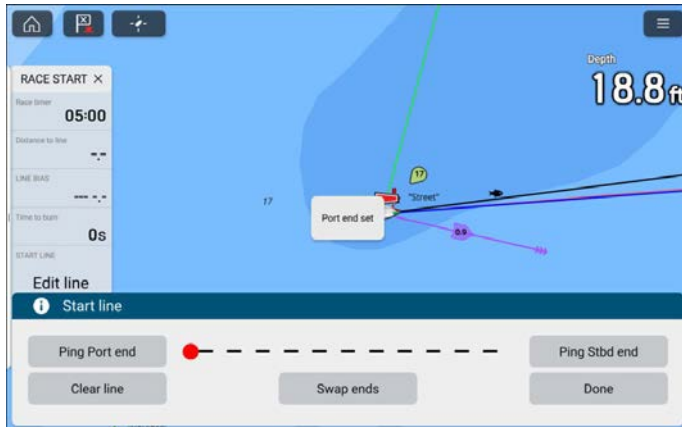 Depth
18.8 ft
RACE START ×
Race timer
05:00
Distance to line
-.-
LINE BIAS
--- -.-
Time to burn
0s
START LINE
Edit line
17
17
"Street"
Port end set
0.9
Start line
Ping Port end
Ping Stbd end
Clear line
Swap ends
Done